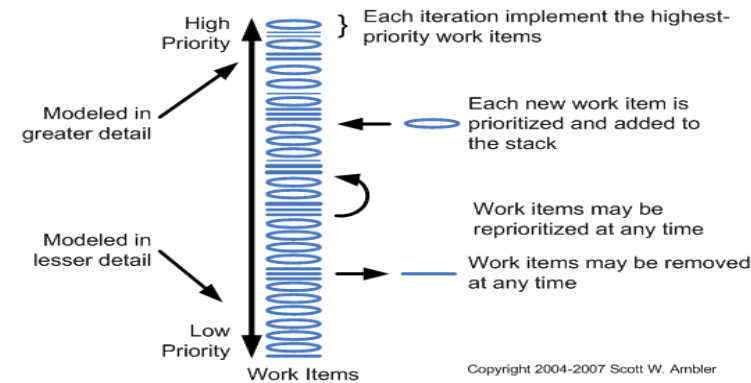 High
Priority
Each iteration implement the highest-
priority work items
Modeled in
greater detail
Each new work item is
prioritized and added to
the stack
Work items may be
reprioritized at any time
Modeled in
lesser detail
Work items may be removed
at any time
Low
Priority
Work Items
Copyright 2004-2007 Scott W. Ambler